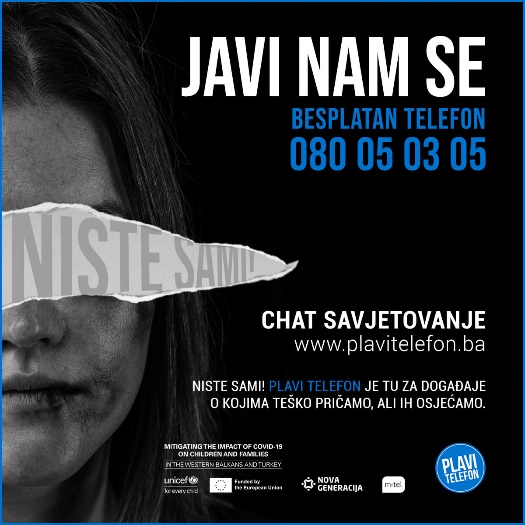 JAVI NAM SE
BESPLATAN TELEFON
080 05 03 05
NISTE SAMI!
CHAT SAVJETOVANJE
www.plavitelefon.ba
NISTE SAMI! PLAVI TELEFON JE TU ZA DOGAĐAJE
O KOJIMA TEŠKO PRIČAMO, ALI IH OSJEĆAMO.
MITIGATING THE IMPACT OF COVID-19
ON CHILDREN AND FAMILIES
IN THE WESTERN BALKANS AND TURKEY
unicef
for every child
Funded by
the European Union
NOVA
GENERACIJA
m:tel
PLAVI
TELEFON